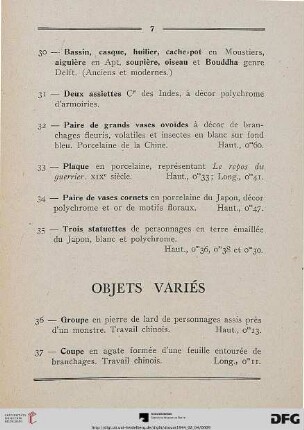 7
30 — Bassin, casque, huilier, cache-pot en Moustiers,
aiguière en Apt, soupière, oiseau et Bouddha genre
Delft. (Anciens et modernes.)
31 — Deux assiettes Cie des Indes, à décor polychrome
d'armoiries.
32 — Paire de grands vases ovoïdes à décor de bran-
chages fleuris, volatiles et insectes en blanc sur fond
bleu. Porcelaine de la Chine. Haut., 0m60.
33 — Plaque en porcelaine, représentant Le repos du
guerrier. XIXe siècle. Haut., 0m33 ; Long., 0m41.
34 — Paire de vases cornets en porcelaine du Japon, décor
polychrome et or de motifs floraux. Haut., 0m47.
35 — Trois statuettes de personnages en terre émaillée
du Japon, blanc et polychrome.
Haut., 0m36, 0m38 et 0m30.
OBJETS VARIÉS
36 — Groupe en pierre de lard de personnages assis près
d'un monstre. Travail chinois. Haut., 0m13.
37 — Coupe en agate formée d'une feuille entourée de
branchages. Travail chinois. Long., 0m11.
DFG